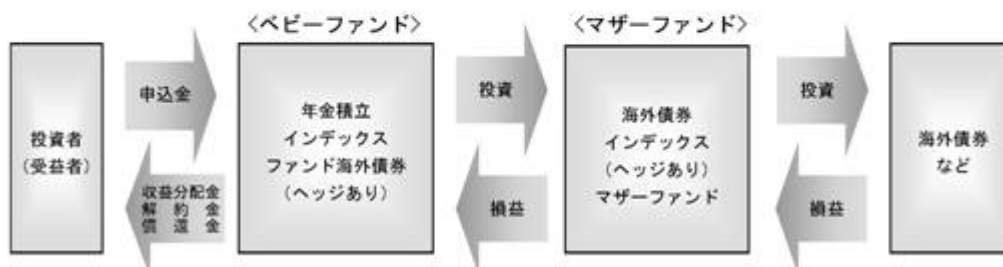 〈ベビーファンド〉
〈マザーファンド〉
投資者
(受益者)
申込金
収益分配金
解約金
償還金
年金積立
インデックス
ファンド海外債券
(ヘッジあり)
投資
損益
海外債券
インデックス
(ヘッジあり)
マザーファンド
投資
損益
海外債券
など